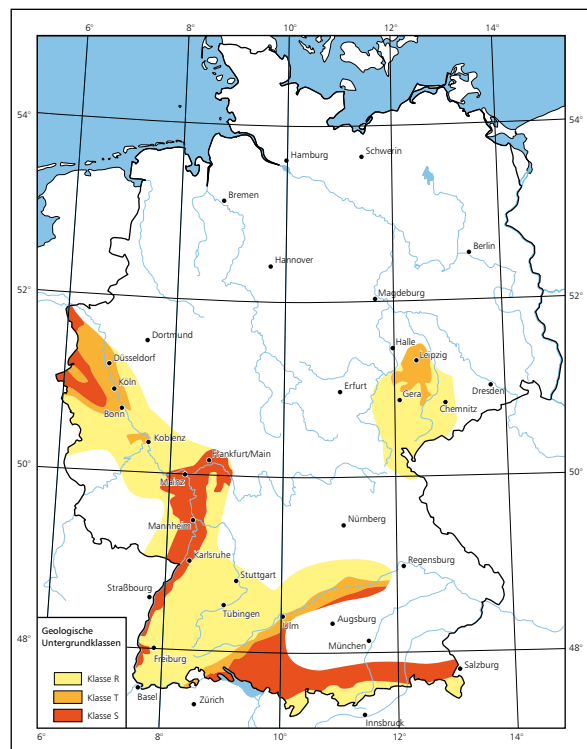 6°
8°
10°
12°
14°
54°
54°
Hamburg
Schwerin
Bremen
Berlin
Hannover
52°
Magdeburg
52°
Dortmund
Halle
Düsseldorf
Leipzig
Köln
Erfurt
Gera
Dresden
Bonn
Chemnitz
Koblenz
50°
Frankfurt/Main
50°
Mainz
Mannheim
Nürnberg
Karlsruhe
Regensburg
Stuttgart
Straßbourg
Tübingen
Ulm
Augsburg
Geologische
Untergrundklassen
München
48°
48°
Freiburg
Salzburg
Klasse R
Klasse T
Basel
Zürich
Klasse S
Innsbruck
6°
8°
10°
12°
14°